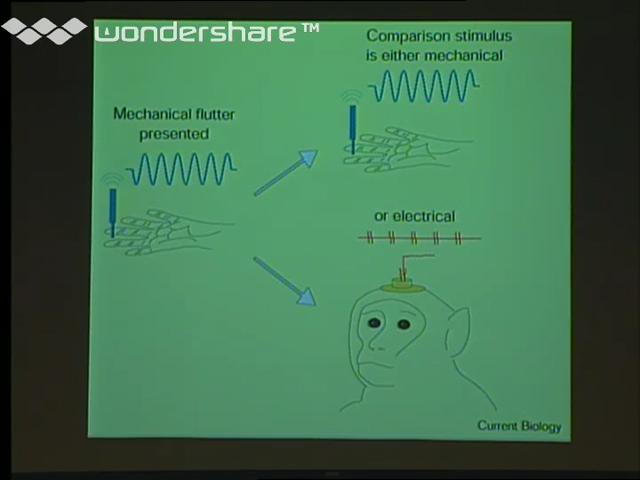 wondershare™
Comparison stimulus
is either mechanical
Mechanical flutter
presented
or electrical
Current Biology